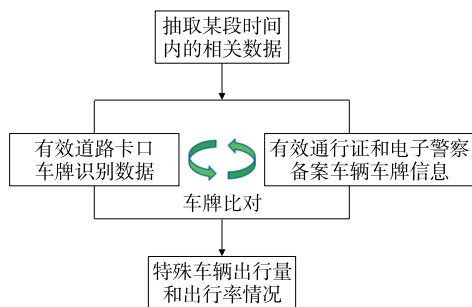 抽取某段时间
内的相关数据
有效道路卡口
车牌识别数据
有效通行证和电子警察
备案车辆车牌信息
车牌比对
特殊车辆出行量
和出行率情况